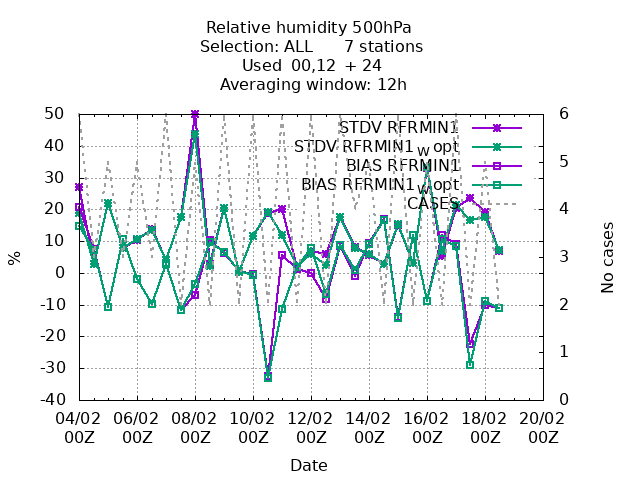 Relative humidity 500hPa
Selection: ALL 7 stations
Used 00,12 + 24
Averaging window: 12h
50 6
STDV RFRMIN1
40
STDV RFRMIN1_W_opt
5
30
BIAS RFRMIN1
BIAS RFRMIN1_W_opt
20 4
CASES
10
3
0
-10 2
-20
1
-30
-40 0
%
No cases
04/02 06/02 08/02 10/02 12/02 14/02 16/02 18/02 20/02
00Z 00Z 00Z 00Z 00Z 00Z 00Z 00Z 00Z
Date